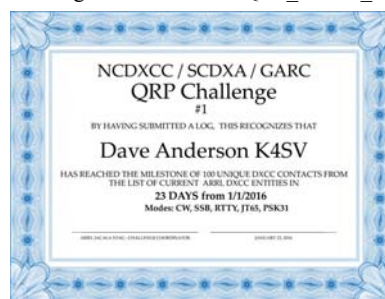 NCDXCC / SCDXA / GARC
QRP Challenge
#1
BY HAVING SUBMITTED A LOG, THIS RECOGNIZES THAT
Dave Anderson K4SV
HAS REACHED THE MILESTONE OF 100 UNIQUE DXCC CONTACTS FROM
THE LIST OF CURRENT ARRL DXCC ENTITIES IN
23 DAYS from 1/1/2016
Modes: CW, SSB, RTTY, JT65, PSK31
CHALLENGE COORDINATOR